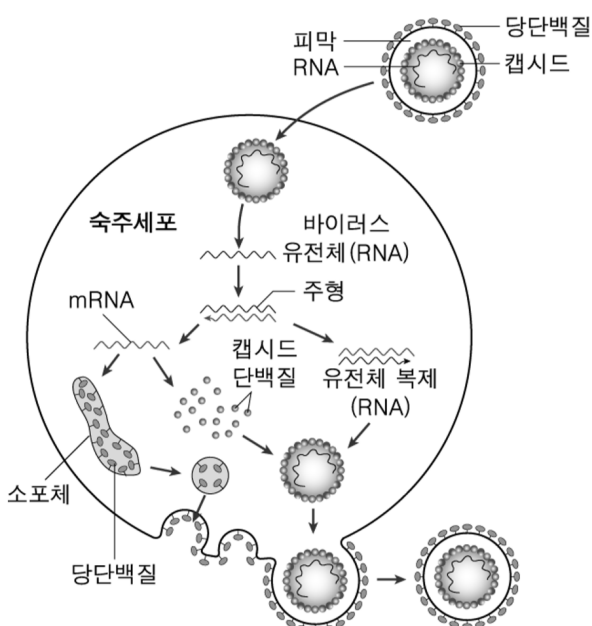 당단백질
피막
RNA
캡시드
숙주세포
바이러스
유전체(RNA)
주형
mRNA
캡시드
단백질
유전체 복제
(RNA)
소포체
당단백질